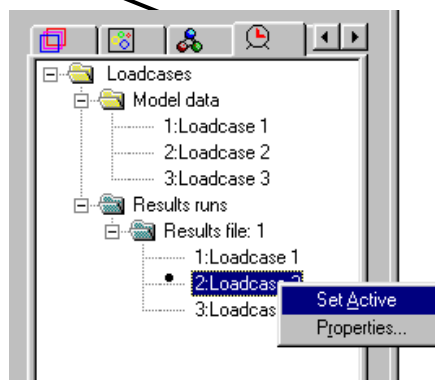 Loadcases
Model data
1:Loadcase 1
2:Loadcase 2
3:Loadcase 3
Results runs
Results file: 1
1:Loadcase 1
2:Loadcas
Set Active
3:Loadcas
Properties...